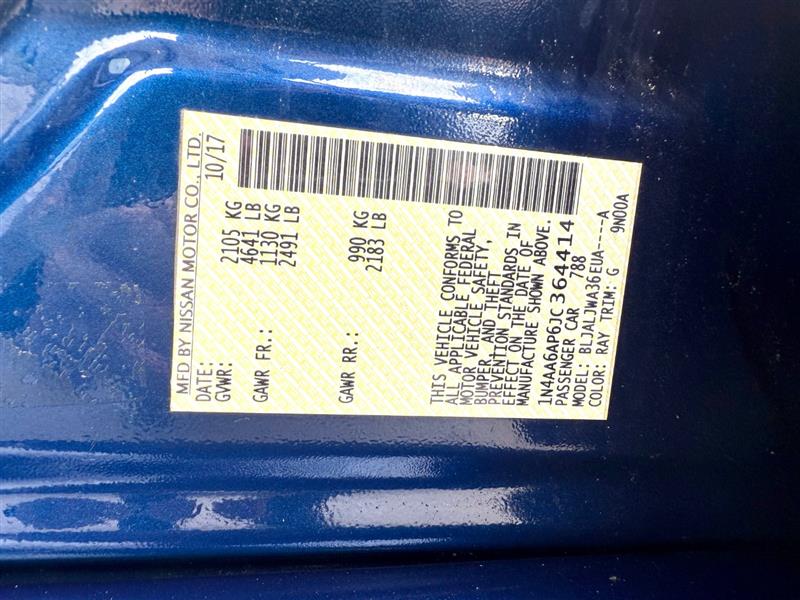 MFD BY NISSAN MOTOR CO., LTD.
DATE: 10/17
GVWR: 2105 KG
4641 LB
GAWR FR.: 1130 KG
2491 LB
GAWR RR.: 990 KG
2183 LB
THIS VEHICLE CONFORMS TO
ALL APPLICABLE FEDERAL
MOTOR VEHICLE SAFETY,
BUMPER, AND THEFT
PREVENTION STANDARDS IN
EFFECT ON THE DATE OF
MANUFACTURE SHOWN ABOVE.
1N4AA6AP6JC364414
PASSENGER CAR 788
MODEL: BLJALJWA36EUA-----A
COLOR: RAY TRIM: G 9N00A